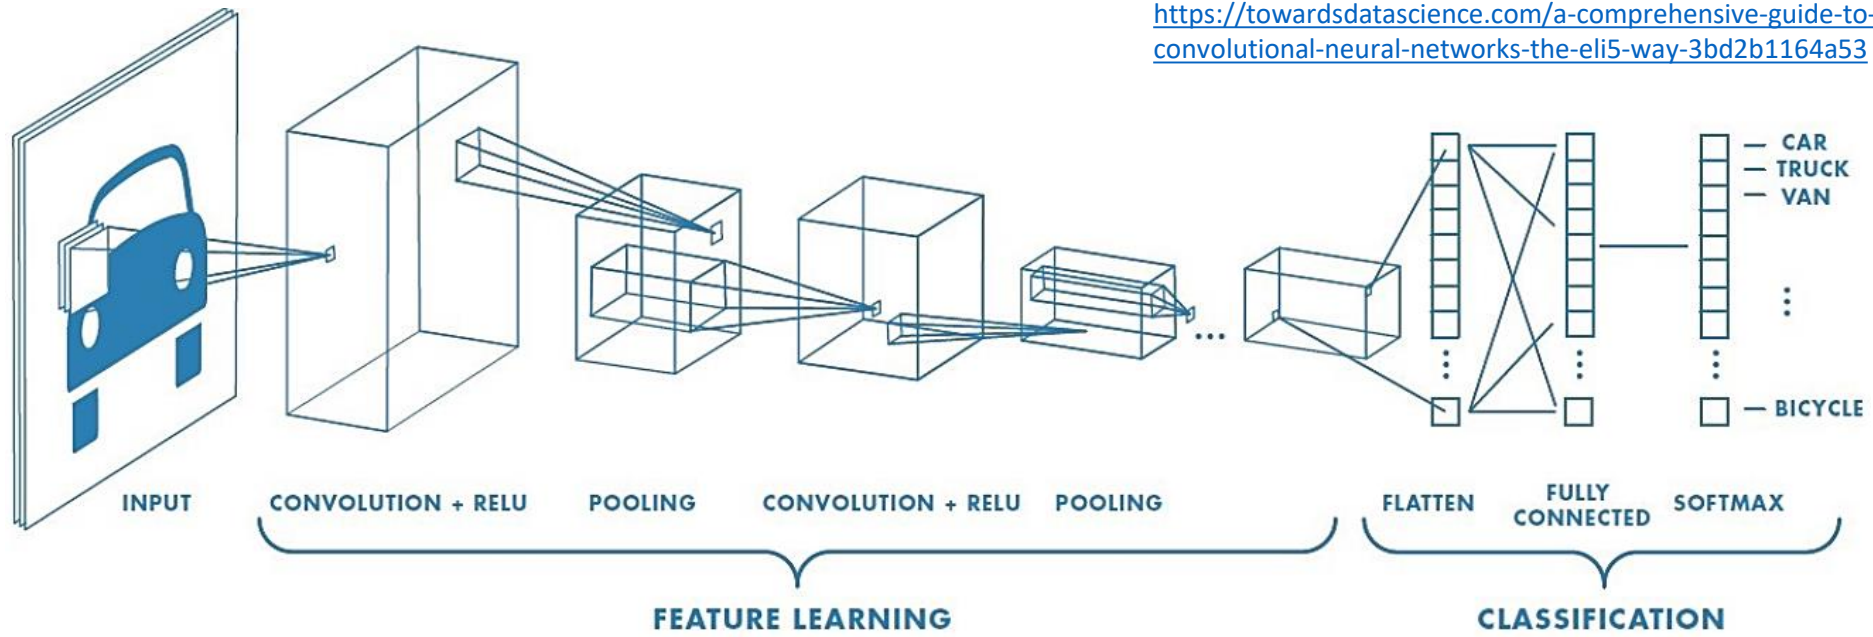 https://towardsdatascience.com/a-comprehensive-guide-to-
convolutional-neural-networks-the-eli5-way-3bd2b1164a53
CAR
TRUCK
VAN
BICYCLE
INPUT
CONVOLUTION + RELU
POOLING
CONVOLUTION + RELU
POOLING
FLATTEN
FULLY
CONNECTED
SOFTMAX
FEATURE LEARNING
CLASSIFICATION